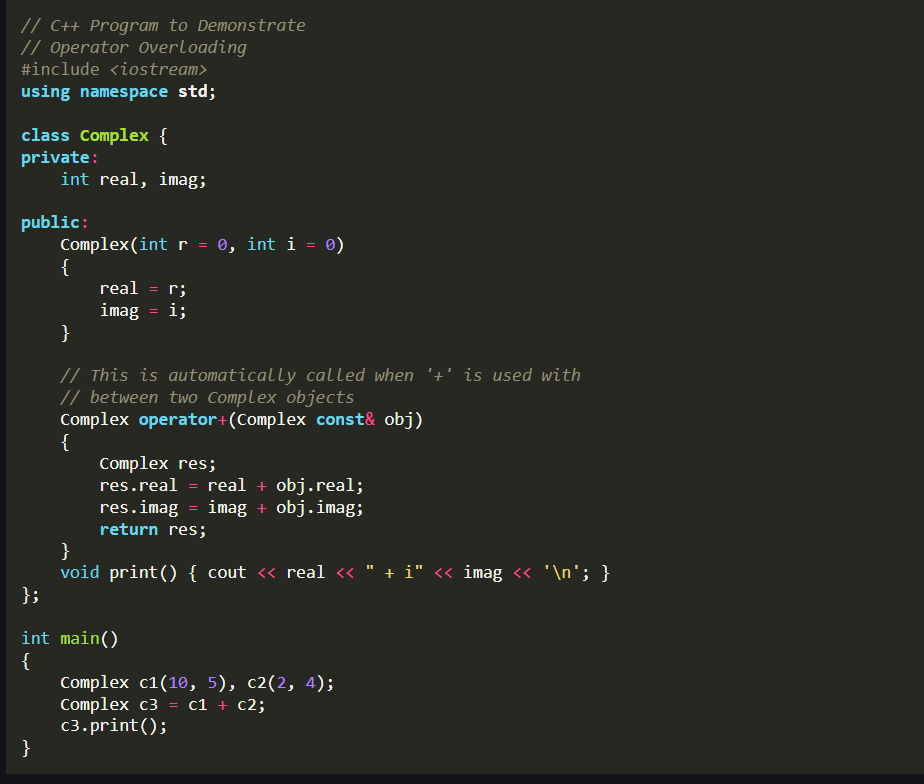 // C++ Program to Demonstrate
// Operator Overloading
#include <iostream>
using namespace std;

class Complex {
private:
    int real, imag;

public:
    Complex(int r = 0, int i = 0)
    {
        real = r;
        imag = i;
    }

    // This is automatically called when '+' is used with
    // between two Complex objects
    Complex operator+(Complex const& obj)
    {
        Complex res;
        res.real = real + obj.real;
        res.imag = imag + obj.imag;
        return res;
    }
    void print() { cout << real << " + i" << imag << '\n'; }
};

int main()
{
    Complex c1(10, 5), c2(2, 4);
    Complex c3 = c1 + c2;
    c3.print();
}